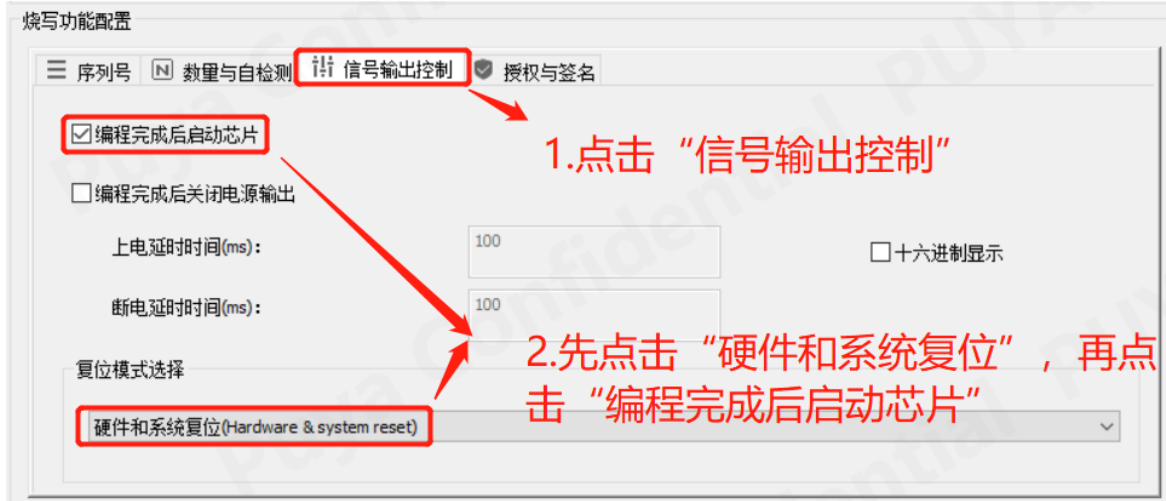 烧写功能配置
序列号 N 数量与自检测 信号输出控制 授权与签名
编程完成后启动芯片
1.点击“信号输出控制”
编程完成后关闭电源输出
上电延时时间(ms)： 100 十六进制显示
断电延时时间(ms)： 100
2.先点击“硬件和系统复位”，再点
击“编程完成后启动芯片”
复位模式选择
硬件和系统复位(Hardware & system reset)
Puya Confidential PUYA
Puya Confidential PUYA